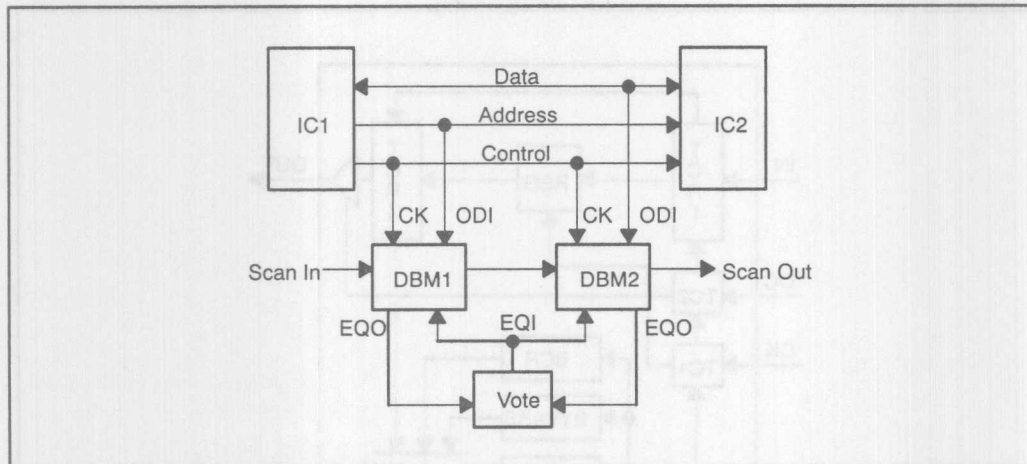 Data
IC1
Address
IC2
Control
CK
ODI
CK
ODI
Scan In
DBM1
DBM2
Scan Out
EQO
EQI
EQO
Vote